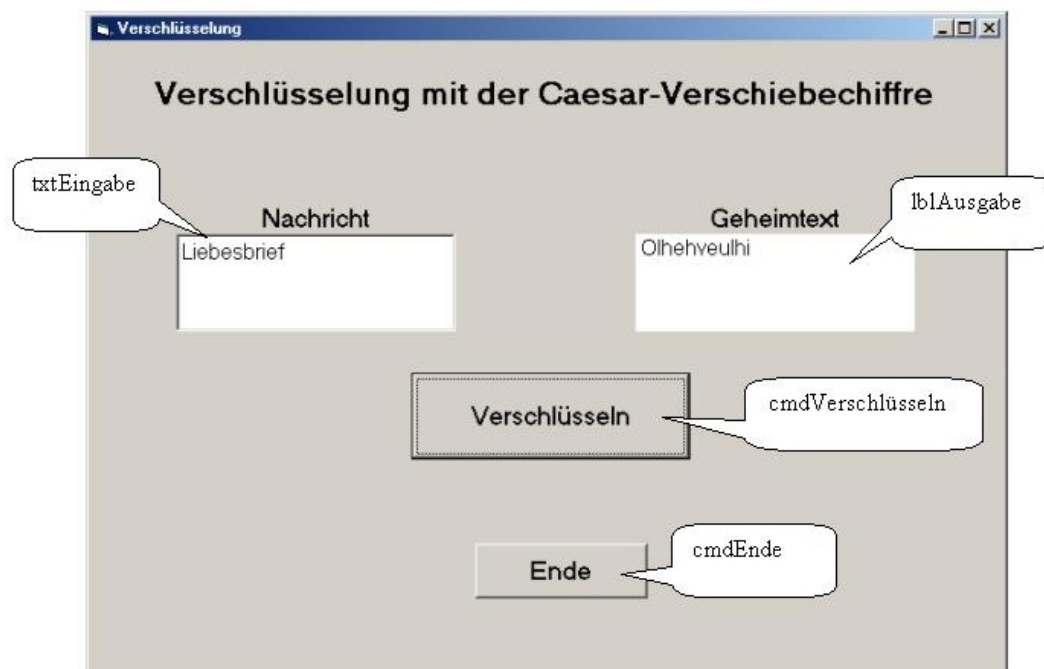 Verschlüsselung
Verschlüsselung mit der Caesar-Verschiebechiffre
txtEingabe
lblAusgabe
Nachricht
Geheimtext
Liebesbrief
Olhehveulhi
Verschlüsseln
cmdVerschlüsseln
Ende
cmdEnde